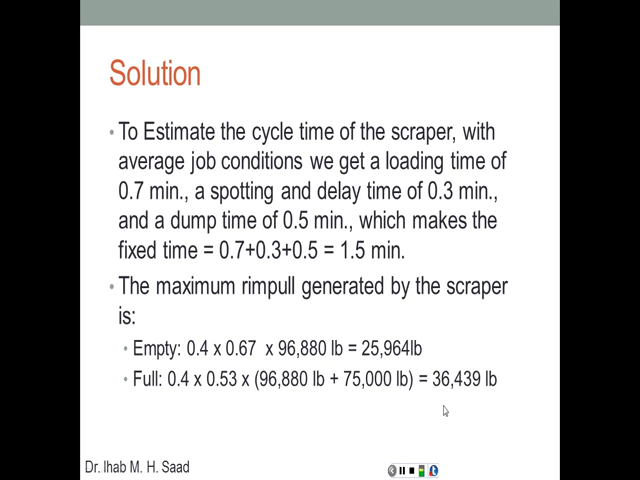 Solution
• To Estimate the cycle time of the scraper, with
average job conditions we get a loading time of
0.7 min., a spotting and delay time of 0.3 min.,
and a dump time of 0.5 min., which makes the
fixed time = 0.7+0.3+0.5 = 1.5 min.
• The maximum rimpull generated by the scraper
is:
• Empty: 0.4 x 0.67 x 96,880 lb = 25,964lb
• Full: 0.4 x 0.53 x (96,880 lb + 75,000 lb) = 36,439 lb
Dr. Ihab M. H. Saad